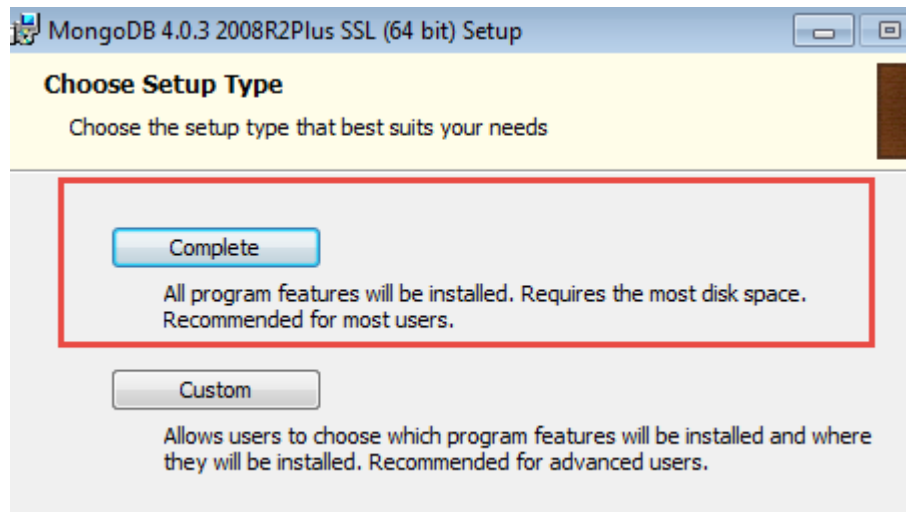 MongoDB 4.0.3 2008R2Plus SSL (64 bit) Setup
Choose Setup Type
Choose the setup type that best suits your needs
Complete
All program features will be installed. Requires the most disk space.
Recommended for most users.
Custom
Allows users to choose which program features will be installed and where
they will be installed. Recommended for advanced users.